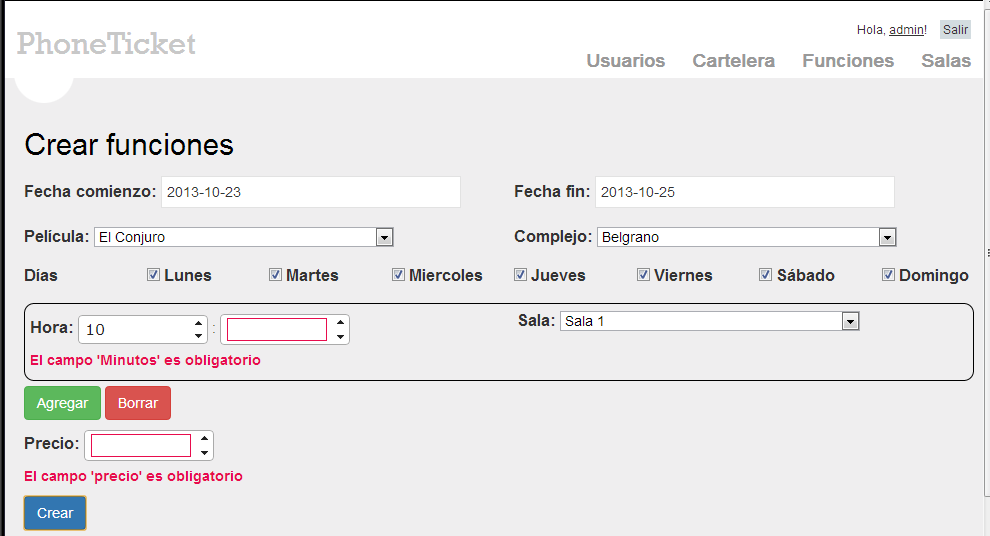 Hola, admin! Salir
PhoneTicket
Usuarios Cartelera Funciones Salas
Crear funciones
Fecha comienzo: 2013-10-23 Fecha fin: 2013-10-25
Película: El Conjuro Complejo: Belgrano
Días Lunes Martes Miercoles Jueves Viernes Sábado Domingo
Hora: 10 : Sala: Sala 1
El campo 'Minutos' es obligatorio
Agregar Borrar
Precio:
El campo 'precio' es obligatorio
Crear